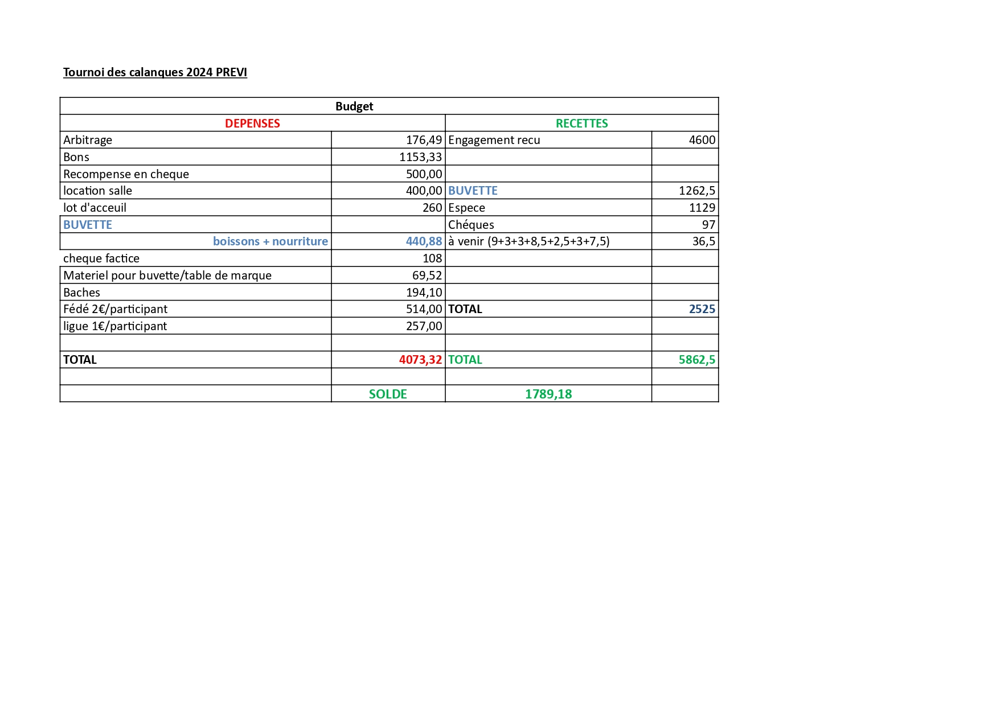 Tournoi des calanques 2024 PREVI
Budget
DEPENSES RECETTES
Arbitrage 176,49 Engagement recu 4600
Bons 1153,33
Recompense en cheque 500,00
location salle 400,00 BUVETTE 1262,5
lot d'acceuil 260 Espece 1129
BUVETTE Chéques 97
boissons + nourriture 440,88 à venir (9+3+3+8,5+2,5+3+7,5) 36,5
cheque factice 108
Materiel pour buvette/table de marque 69,52
Baches 194,10
Fédé 2€/participant 514,00 TOTAL 2525
ligue 1€/participant 257,00
TOTAL 4073,32 TOTAL 5862,5
SOLDE 1789,18